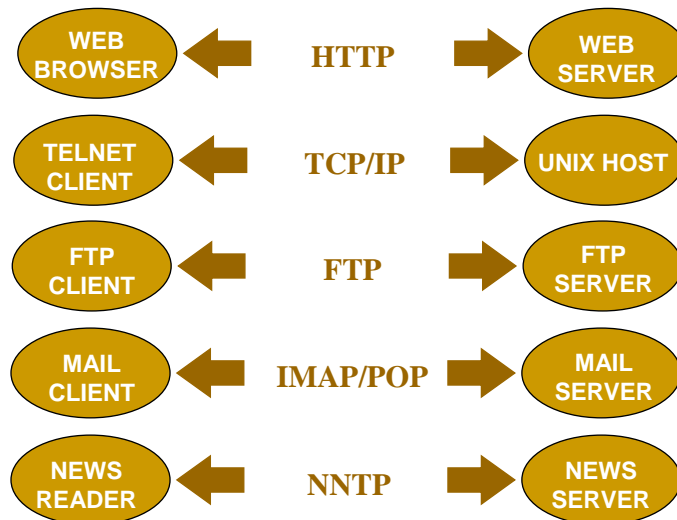 WEB
BROWSER
HTTP
WEB
SERVER
TELNET
CLIENT
TCP/IP
UNIX HOST
FTP
CLIENT
FTP
FTP
SERVER
MAIL
CLIENT
IMAP/POP
MAIL
SERVER
NEWS
READER
NNTP
NEWS
SERVER